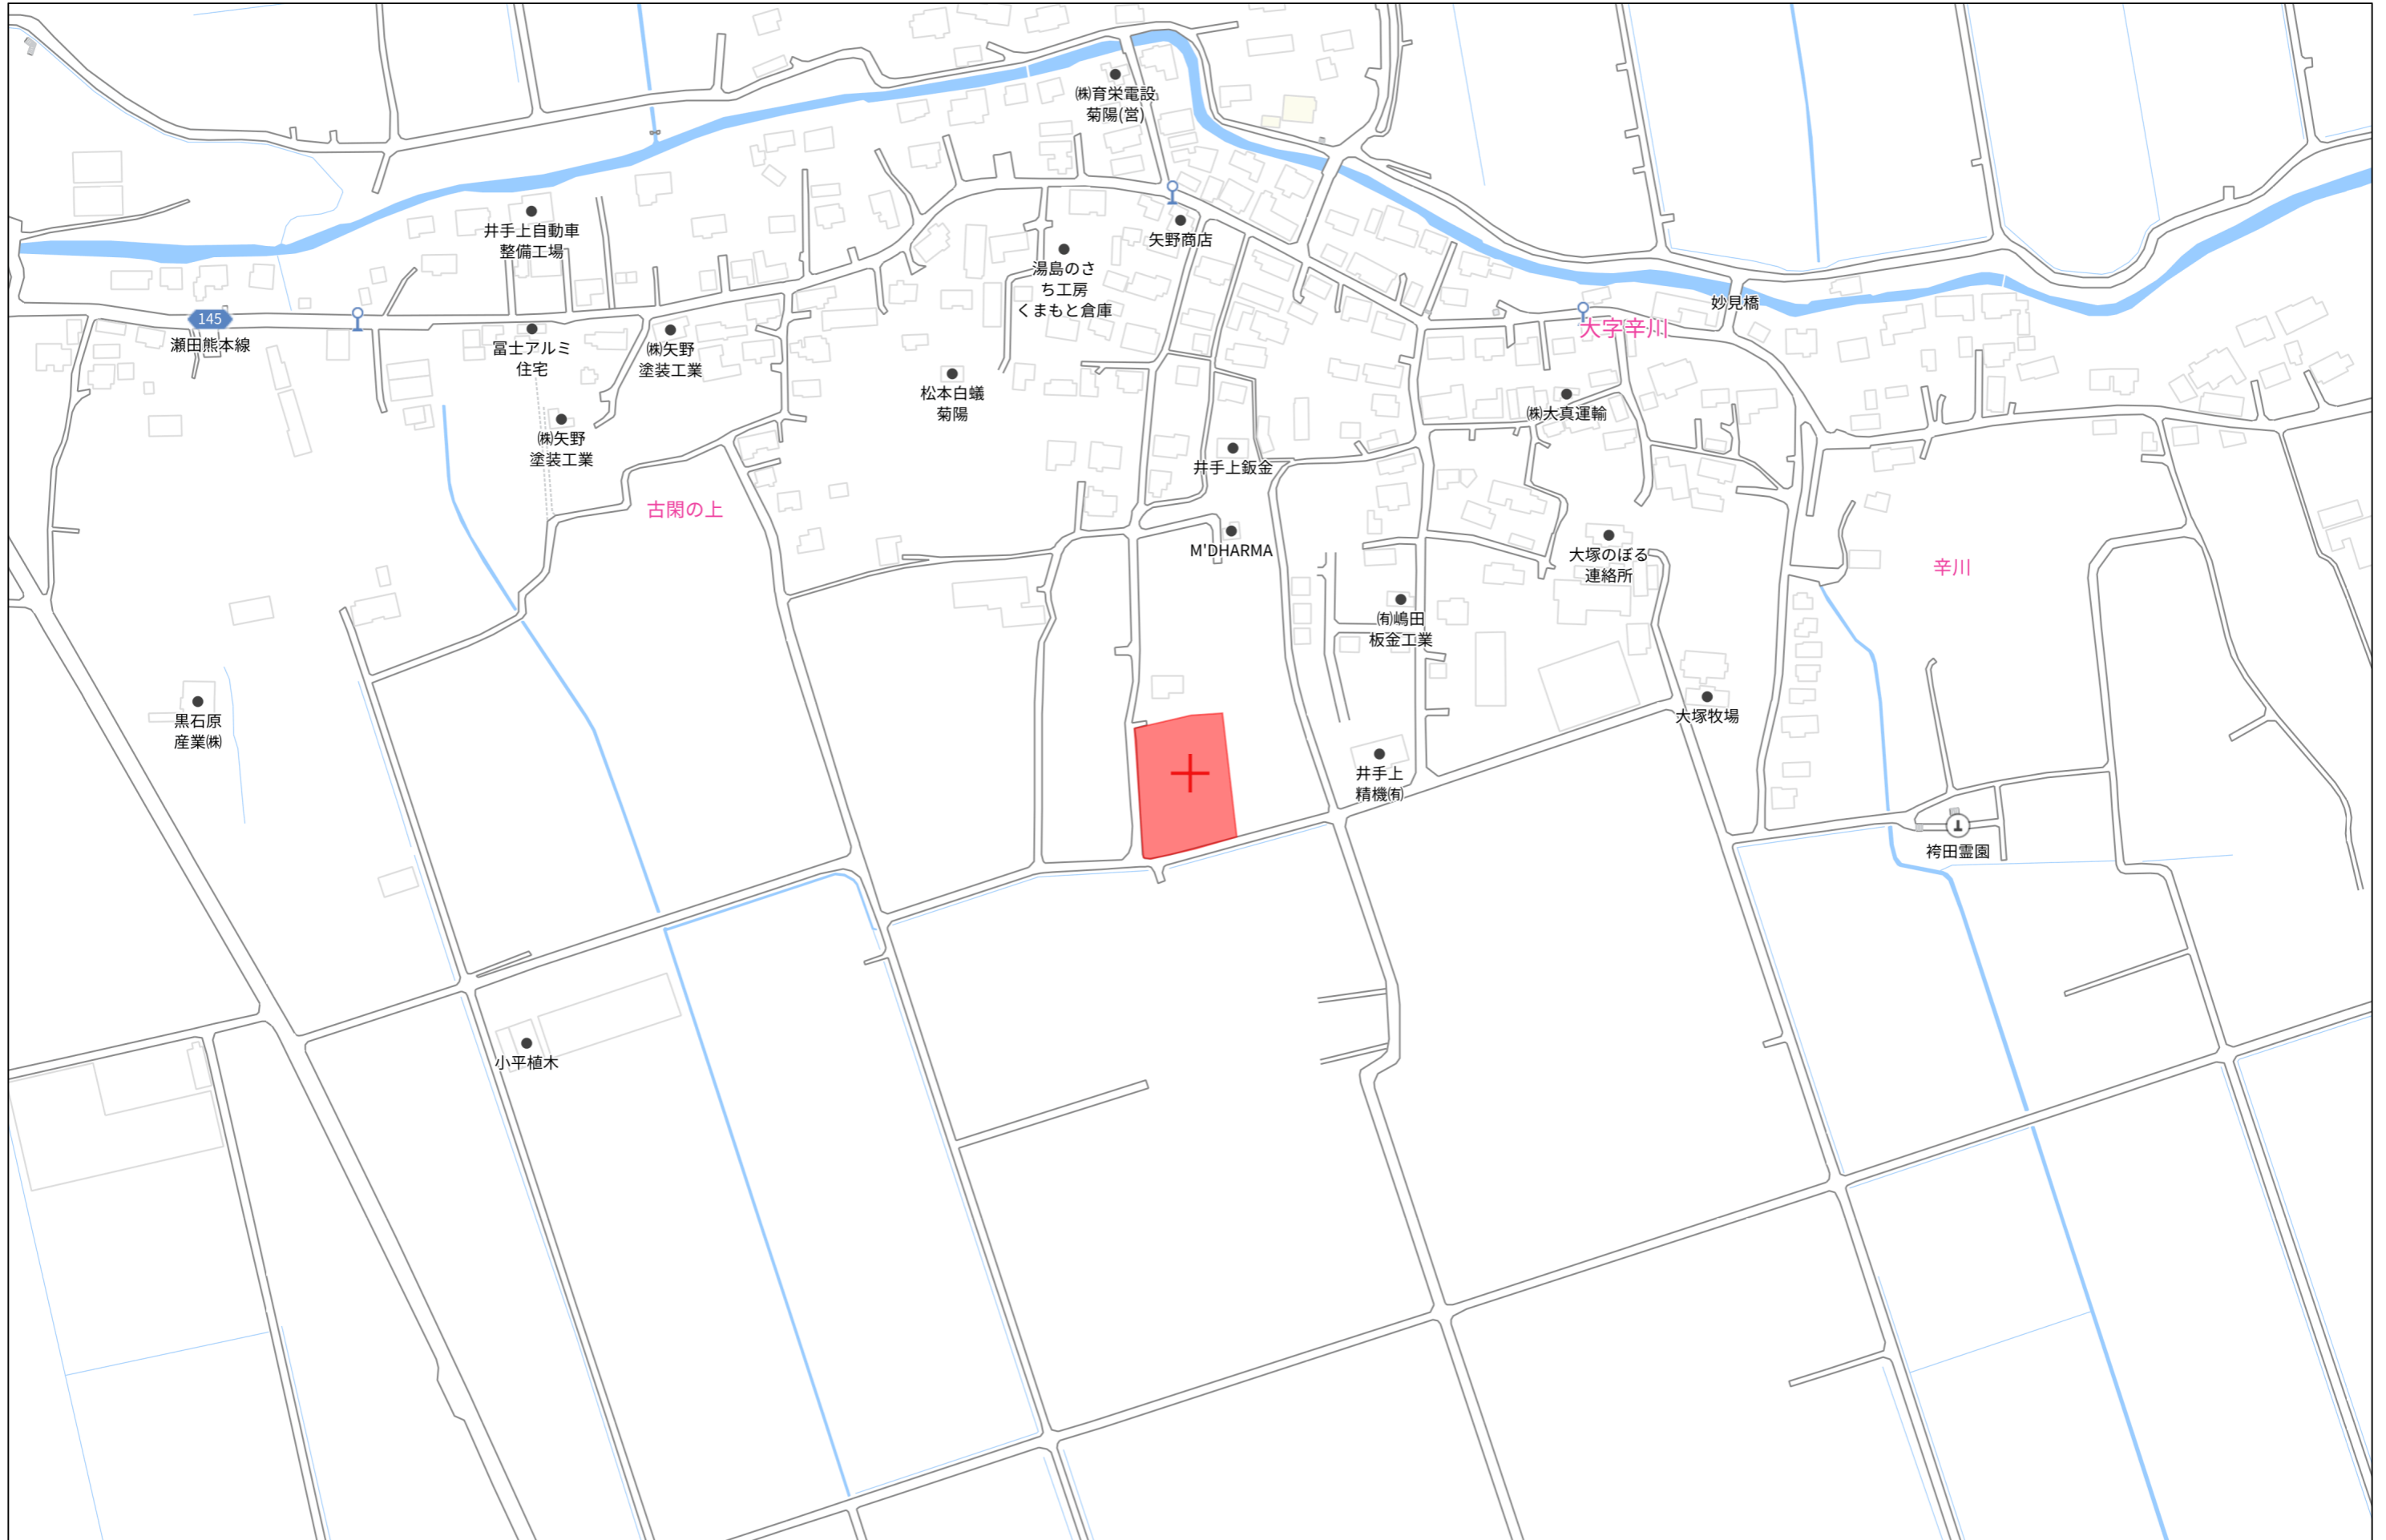 ㈱育栄電設
菊陽(営)
井手上自動車
整備工場
矢野商店
湯島のさ
ち工房
くまもと倉庫
145
瀬田熊本線
冨士アルミ
住宅
㈱矢野
塗装工業
妙見橋
大字辛川
松本白蟻
菊陽
㈱大真運輸
㈱矢野
塗装工業
井手上鈑金
古閑の上
M'DHARMA
大塚のぼる
連絡所
辛川
㈲嶋田
板金工業
黒石原
産業㈱
大塚牧場
井手上
精機㈲
袴田霊園
小平植木